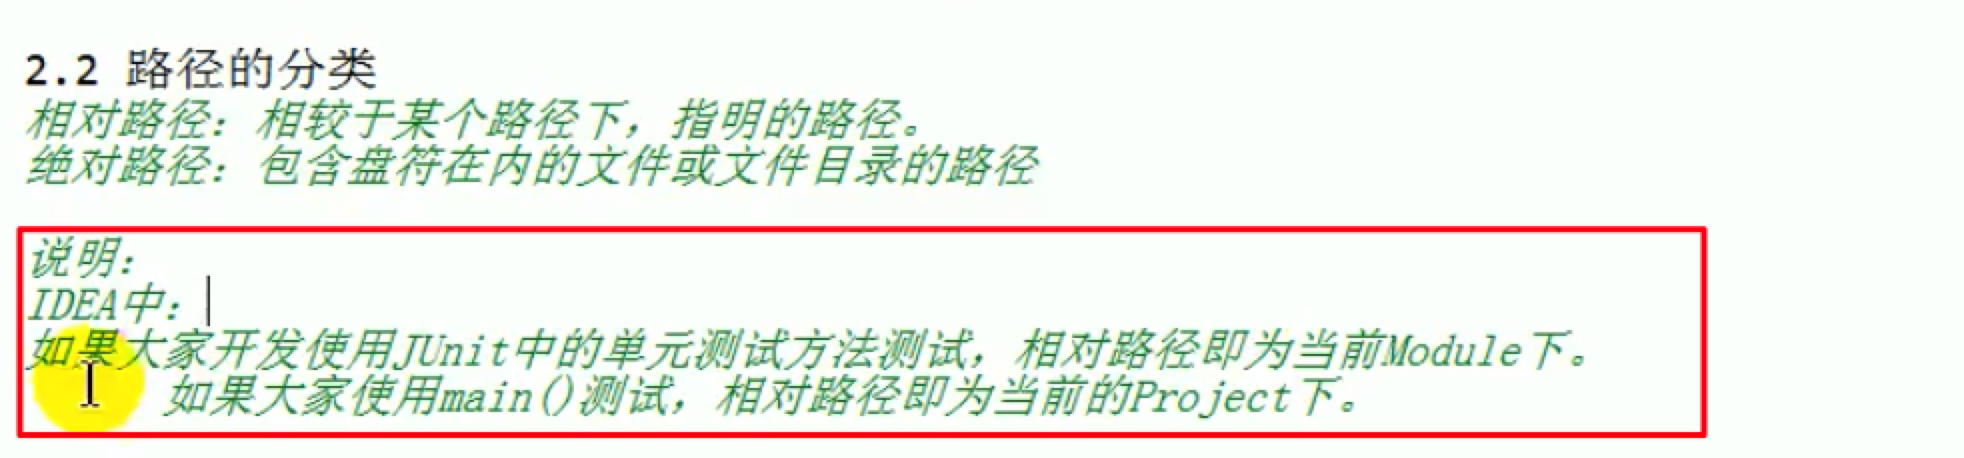 2.2 路径的分类
相对路径：相较于某个路径下，指明的路径。
绝对路径：包含盘符在内的文件或文件目录的路径
说明：
IDEA中：
如果大家开发使用JUnit中的单元测试方法测试，相对路径即为当前Module下。
如果大家使用main()测试，相对路径即为当前的Project下。